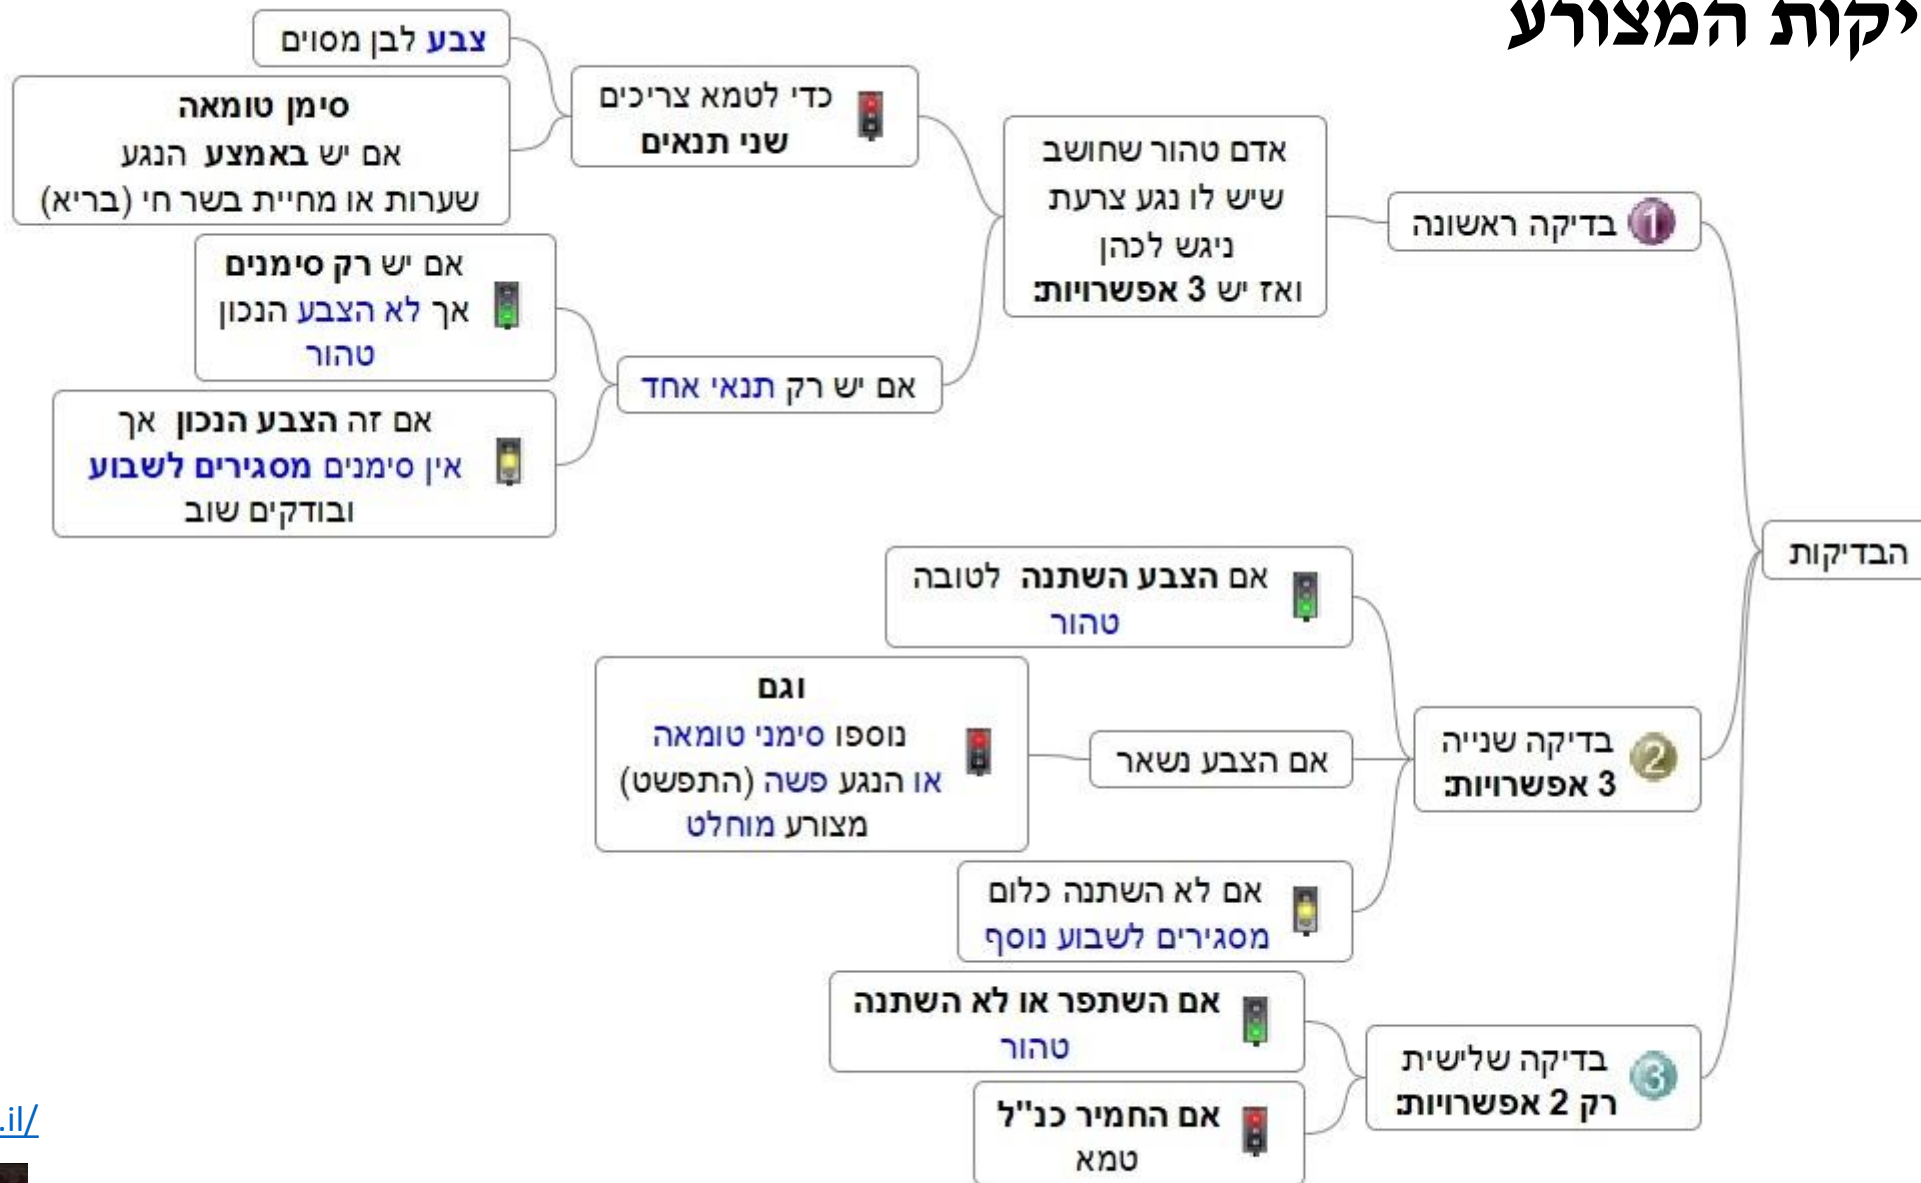 יקות המצורע
הבדיקות
1
בדיקה ראשונה
אדם טהור שחושב
שיש לו נגע צרעת
ניגש לכהן
ואז יש 3 אפשרויות:
כדי לטמא צריכים
שני תנאים
צבע לבן מסוים
סימן טומאה
אם יש באמצע הנגע
שערות או מחיית בשר חי (בריא)
אם יש רק תנאי אחד
אם יש רק סימנים
אך לא הצבע הנכון
טהור
אם זה הצבע הנכון אך
אין סימנים מסגירים לשבוע
ובודקים שוב
2
בדיקה שנייה
3 אפשרויות:
אם הצבע השתנה לטובה
טהור
אם הצבע נשאר
וגם
נוספו סימני טומאה
או הנגע פשה (התפשט)
מצורע מוחלט
אם לא השתנה כלום
מסגירים לשבוע נוסף
3
בדיקה שלישית
רק 2 אפשרויות:
אם השתפר או לא השתנה
טהור
אם החמיר כנ''ל
טמא
.il/